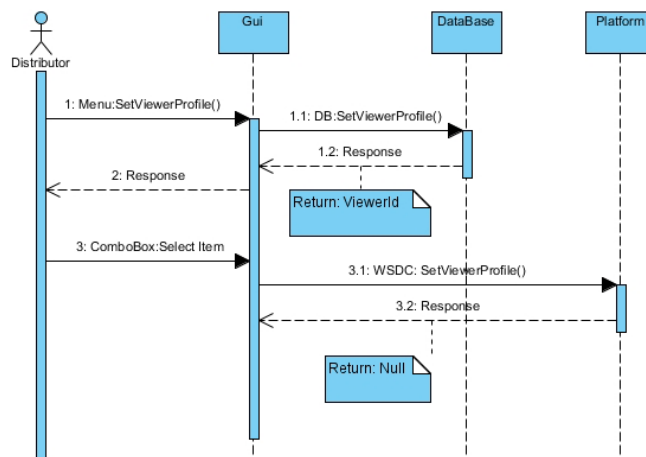 Gui
DataBase
Platform
Distributor
1: Menu:SetViewerProfile()
1.1: DB:SetViewerProfile()
1.2: Response
2: Response
Return: ViewerId
3: ComboBox:Select Item
3.1: WSDC: SetViewerProfile()
3.2: Response
Return: Null